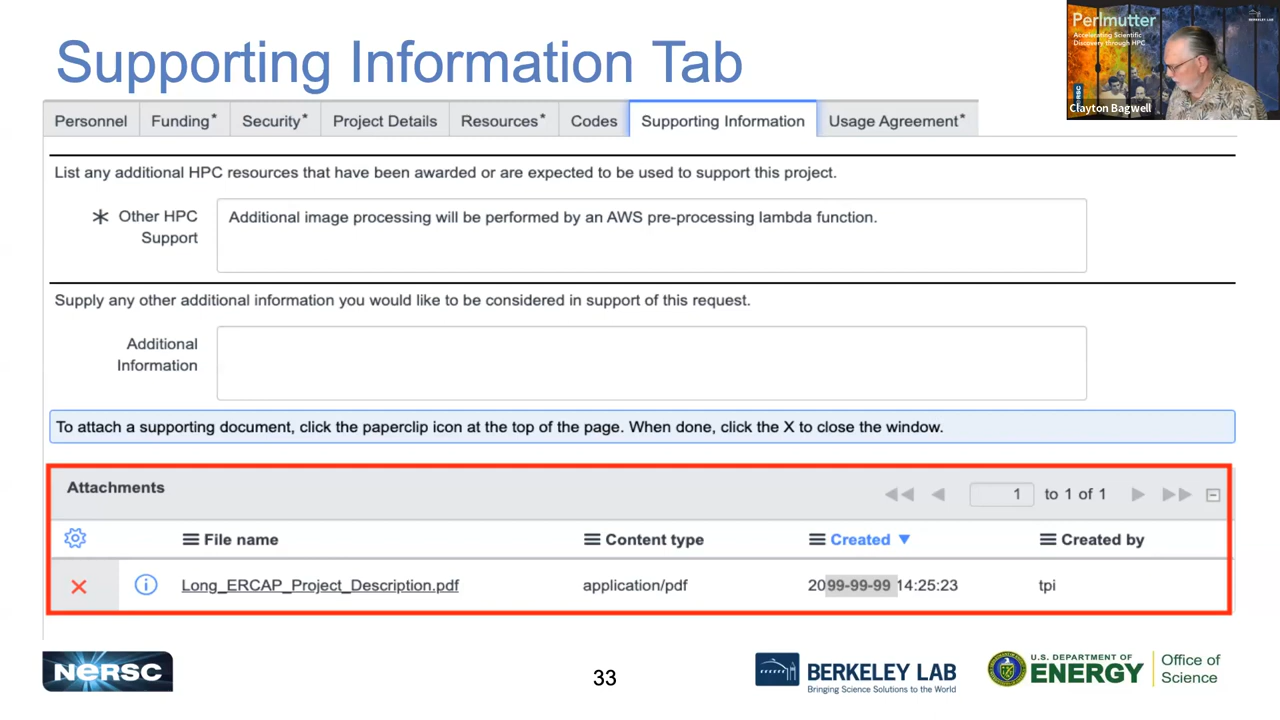 Supporting Information Tab
Perlmutter
Accelerating Scientific
Discovery through HPC
BERKELEY LAB
NERSC
Clayton Bagwell
Personnel Funding* Security* Project Details Resources* Codes Supporting Information Usage Agreement*
List any additional HPC resources that have been awarded or are expected to be used to support this project.
* Other HPC
Support
Additional image processing will be performed by an AWS pre-processing lambda function.
Supply any other additional information you would like to be considered in support of this request.
Additional
Information
To attach a supporting document, click the paperclip icon at the top of the page. When done, click the X to close the window.
Attachments
1 to 1 of 1
File name Content type Created Created by
Long_ERCAP_Project_Description.pdf application/pdf 2099-99-99 14:25:23 tpi
NERSC
33
BERKELEY LAB
Bringing Science Solutions to the World
U.S. DEPARTMENT OF
ENERGY
Office of
Science